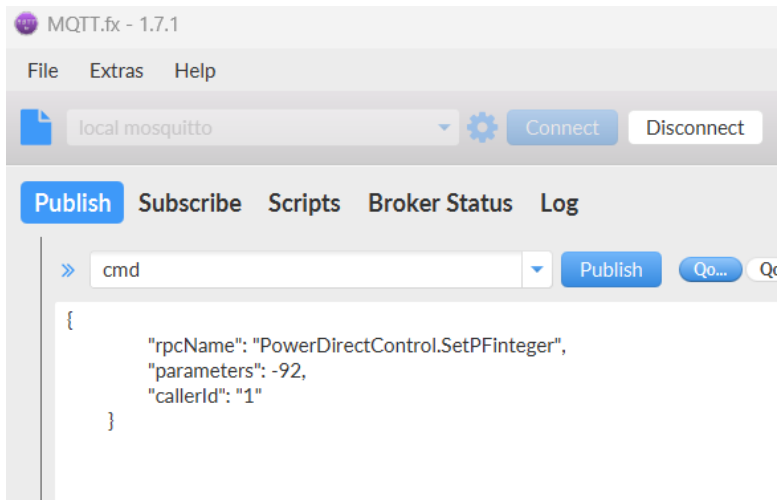 MQTT.fx - 1.7.1
File Extras Help
local mosquitto Connect Disconnect
Publish Subscribe Scripts Broker Status Log
» cmd Publish Qo... Qo
{
"rpcName": "PowerDirectControl.SetPFinteger",
"parameters": -92,
"callerId": "1"
}